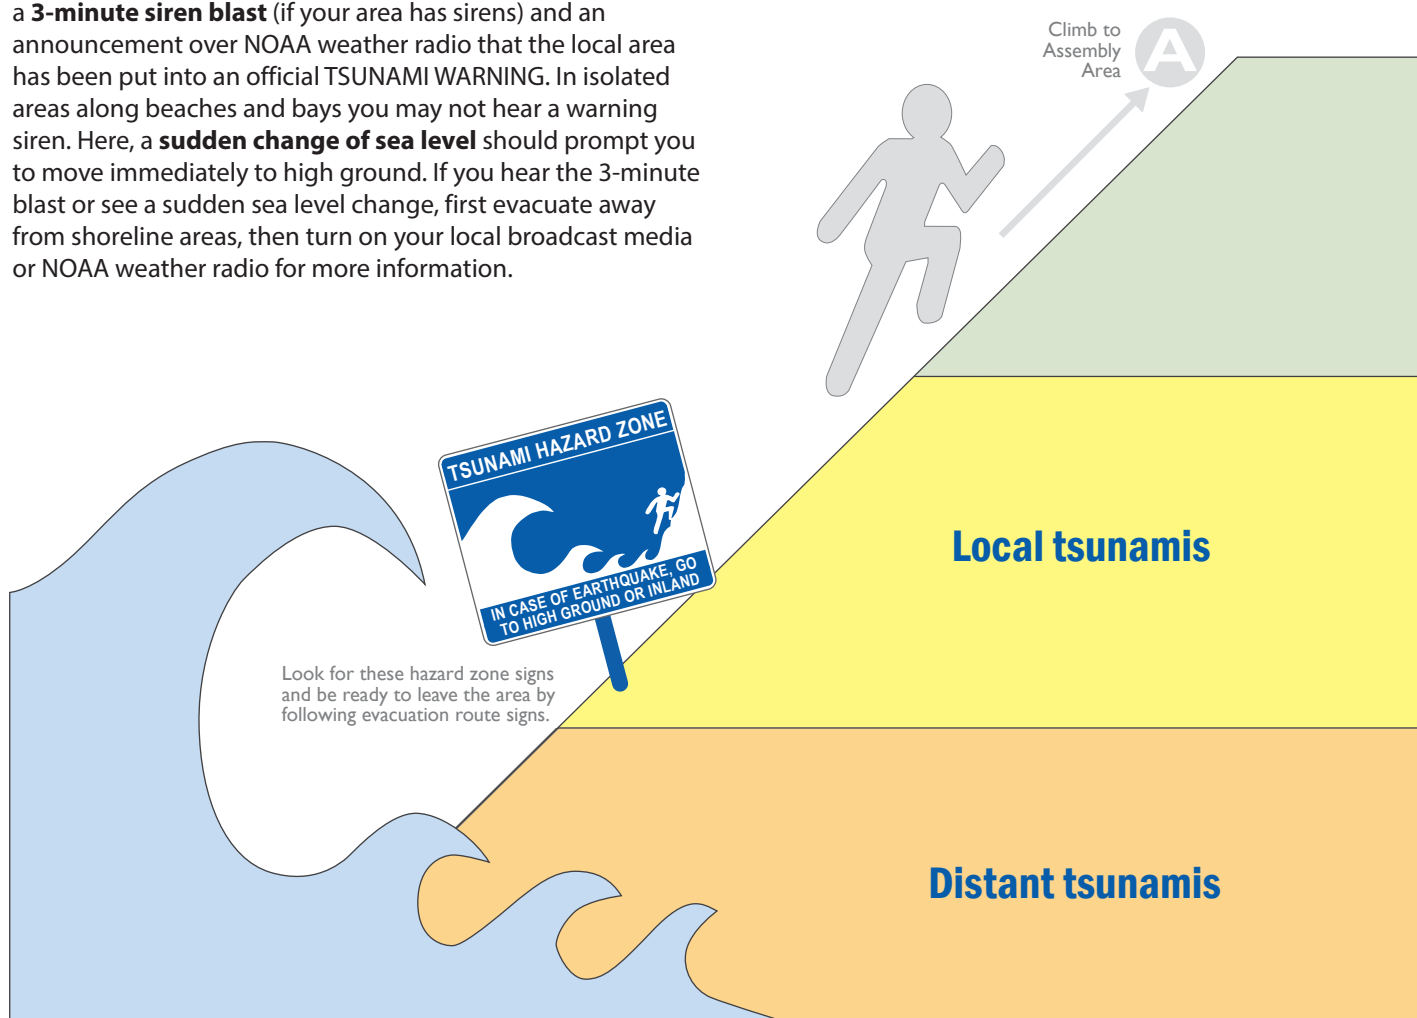 a 3-minute siren blast (if your area has sirens) and an
announcement over NOAA weather radio that the local area
has been put into an official TSUNAMI WARNING. In isolated
areas along beaches and bays you may not hear a warning
siren. Here, a sudden change of sea level should prompt you
to move immediately to high ground. If you hear the 3-minute
blast or see a sudden sea level change, first evacuate away
from shoreline areas, then turn on your local broadcast media
or NOAA weather radio for more information.
Climb to
Assembly
Area
A
TSUNAMI HAZARD ZONE
IN CASE OF EARTHQUAKE, GO
TO HIGH GROUND OR INLAND
Look for these hazard zone signs
and be ready to leave the area by
following evacuation route signs.
Local tsunamis
Distant tsunamis